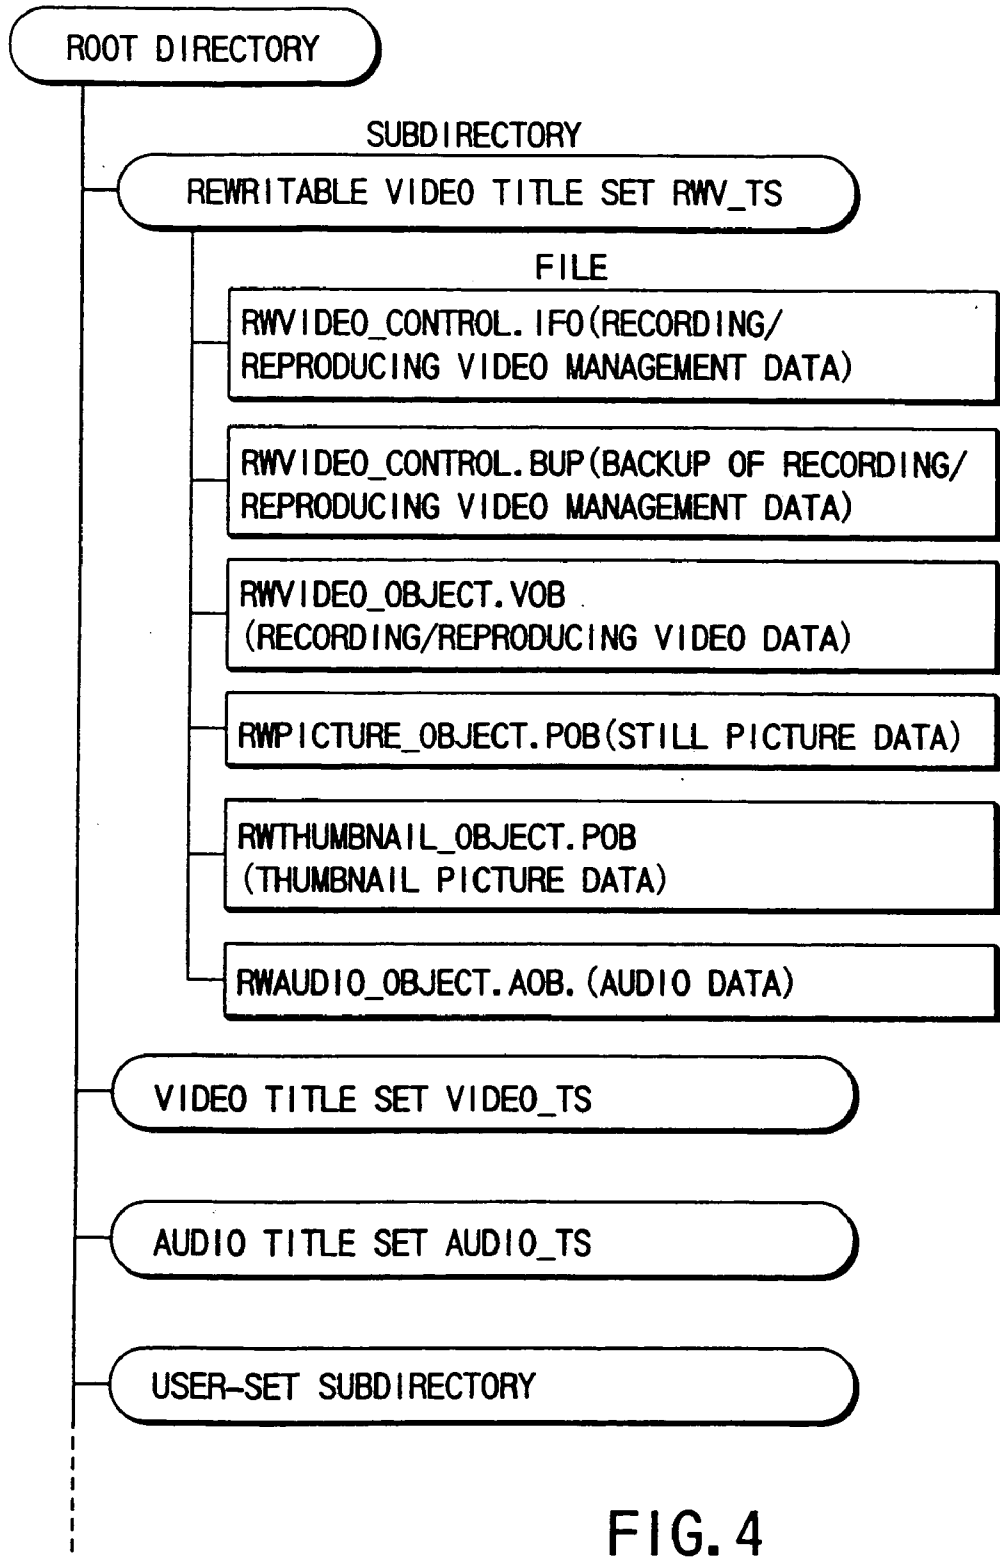 ROOT DIRECTORY
SUBDIRECTORY
REWRITABLE VIDEO TITLE SET RWV_TS
FILE
RWVIDEO_CONTROL.IFO(RECORDING/
REPRODUCING VIDEO MANAGEMENT DATA)
RWVIDEO_CONTROL.BUP(BACKUP OF RECORDING/
REPRODUCING VIDEO MANAGEMENT DATA)
RWVIDEO_OBJECT.VOB
(RECORDING/REPRODUCING VIDEO DATA)
RWPICTURE_OBJECT.POB(STILL PICTURE DATA)
RWTHUMBNAIL_OBJECT.POB
(THUMBNAIL PICTURE DATA)
RWAUDIO_OBJECT.AOB.(AUDIO DATA)
VIDEO TITLE SET VIDEO_TS
AUDIO TITLE SET AUDIO_TS
USER-SET SUBDIRECTORY
FIG. 4